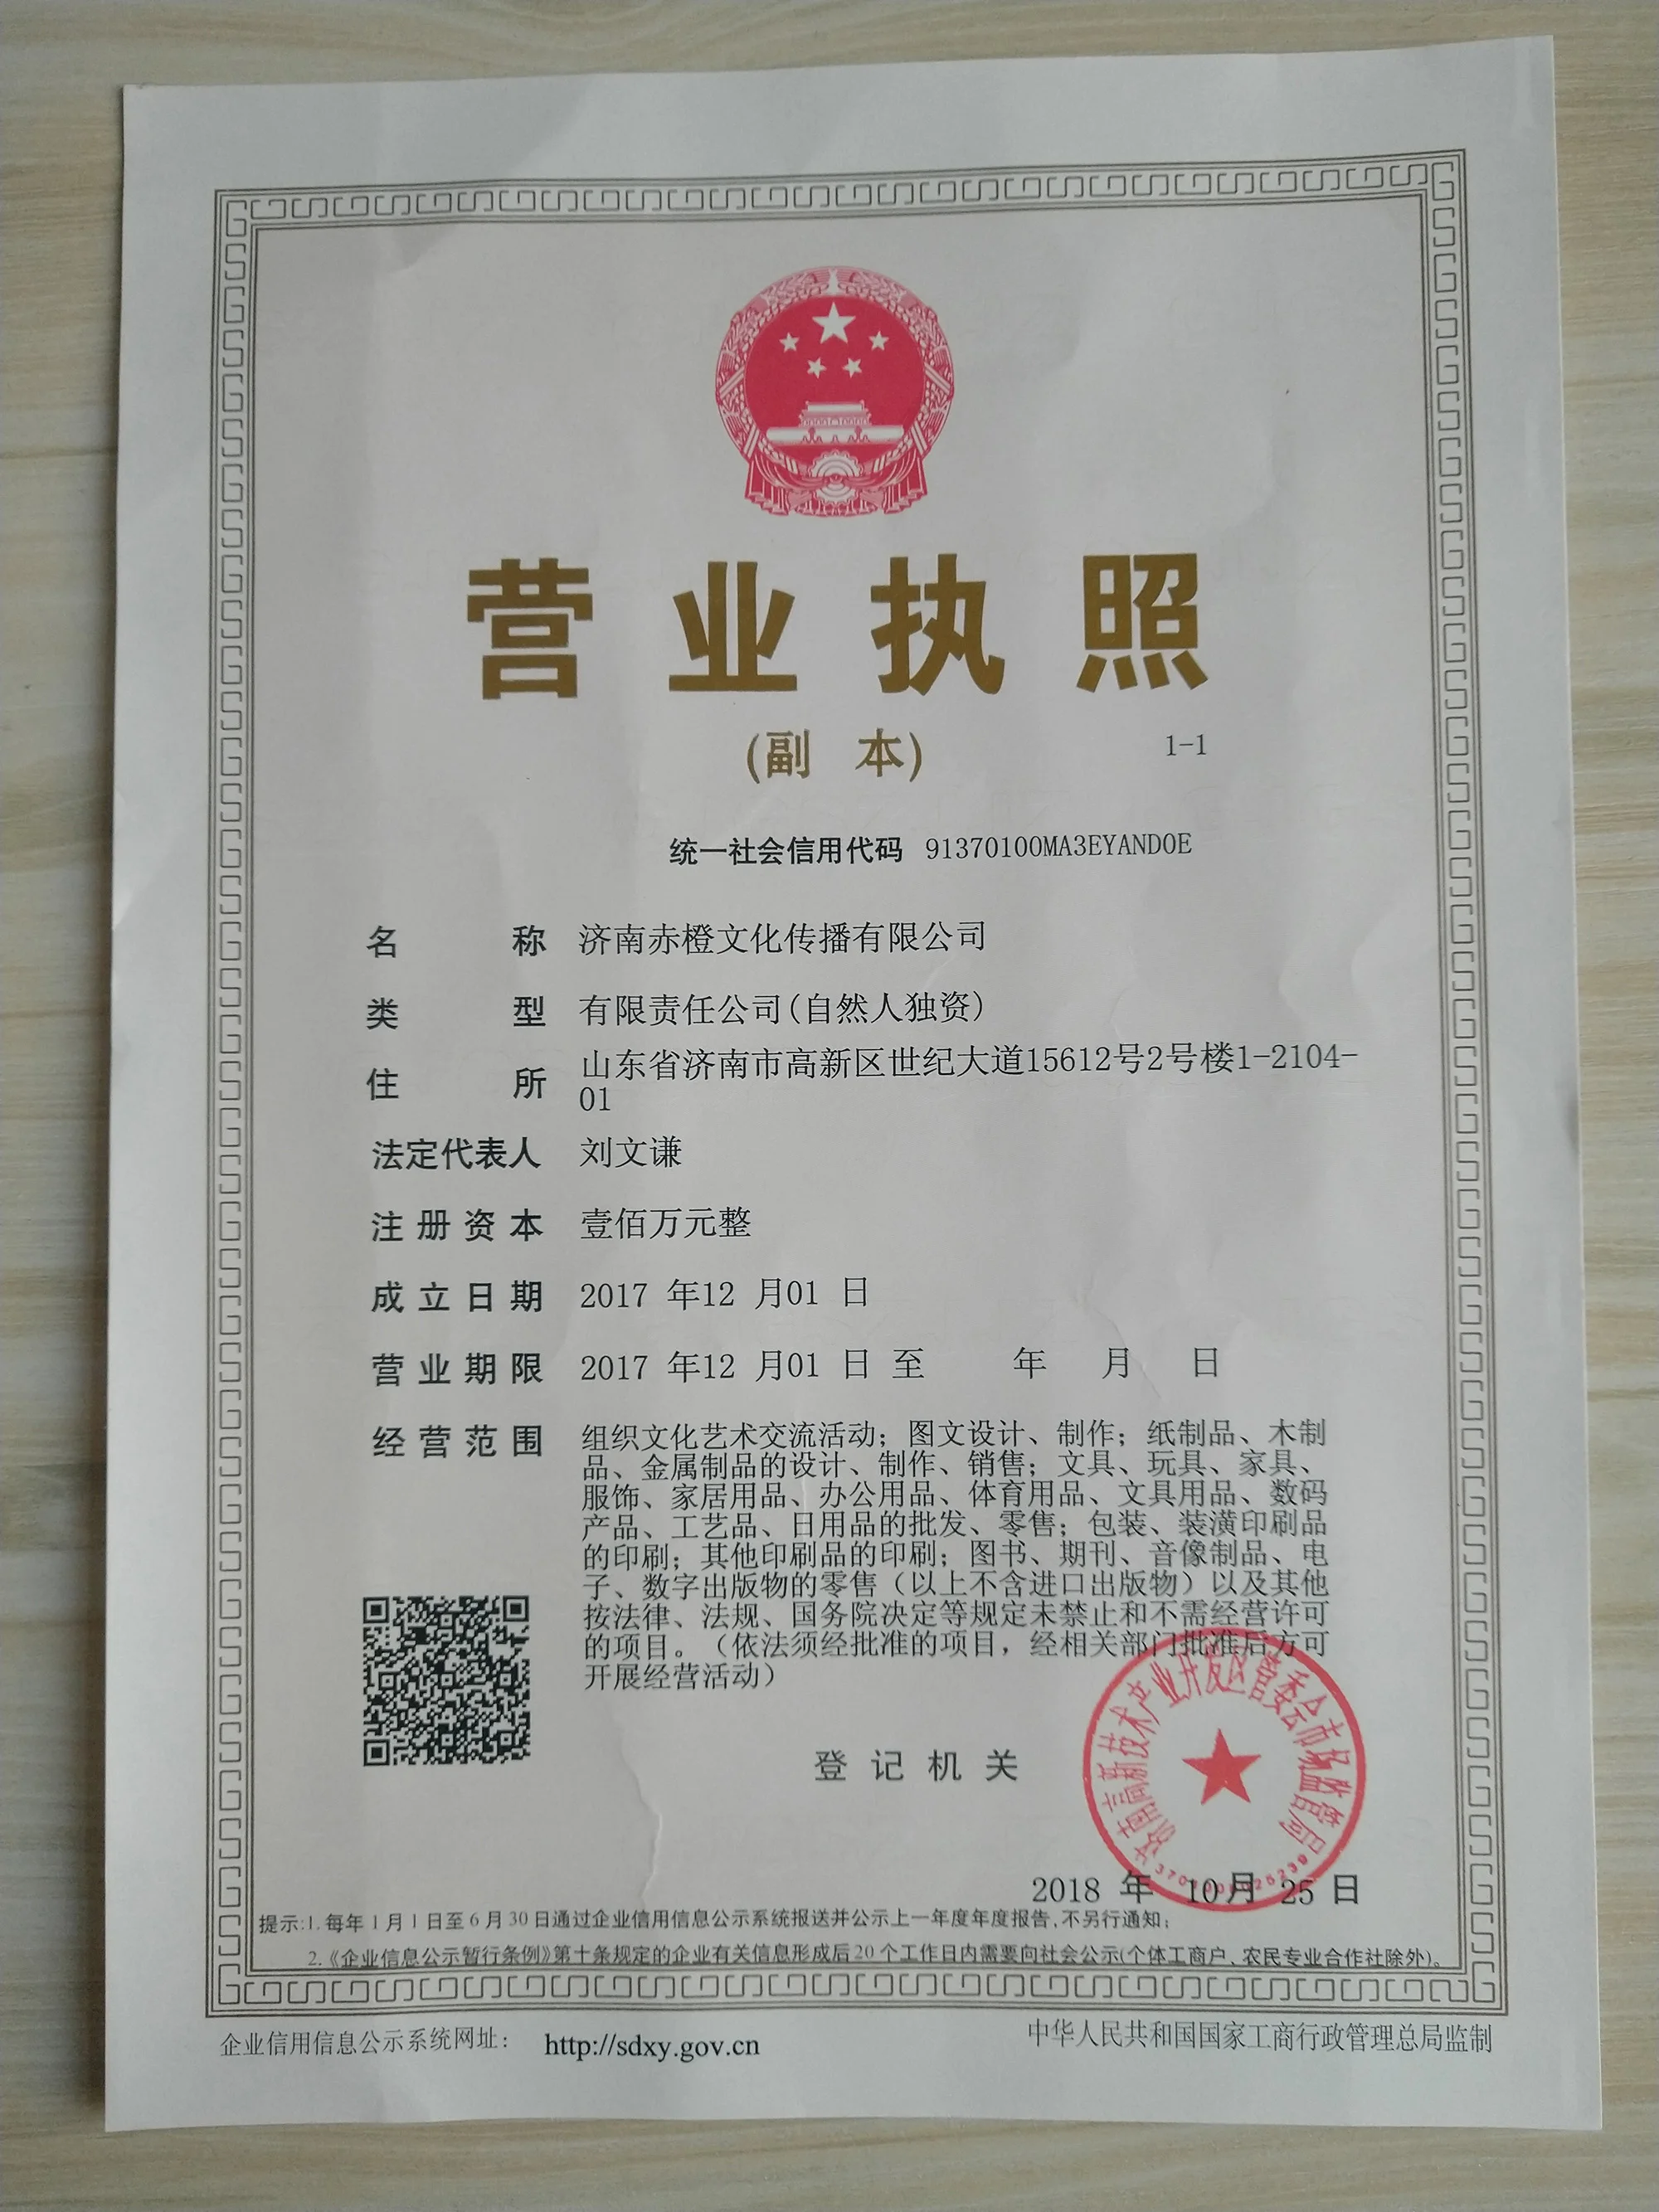 营业执照
(副 本)
1-1
统一社会信用代码 91370100MA3EYAND0E
名称 济南赤橙文化传播有限公司
类型 有限责任公司(自然人独资)
住所 山东省济南市高新区世纪大道15612号2号楼1-2104-
01
法定代表人 刘文谦
注册资本 壹佰万元整
成立日期 2017 年12 月01 日
营业期限 2017 年12 月01 日 至 年 月 日
经营范围 组织文化艺术交流活动；图文设计、制作；纸制品、木制
品、金属制品的设计、制作、销售；文具、玩具、家具、
服饰、家居用品、办公用品、体育用品、文具用品、数码
产品、工艺品、日用品的批发、零售；包装、装潢印刷品
的印刷；其他印刷品的印刷；图书、期刊、音像制品、电
子、数字出版物的零售（以上不含进口出版物）以及其他
按法律、法规、国务院决定等规定未禁止和不需经营许可
的项目。（依法须经批准的项目，经相关部门批准后方可
开展经营活动）
登记机关
济南高新技术产业开发区管委会市场监管局
2018 年 10 月 25 日
提示:1.每年1月1日至6月30日通过企业信用信息公示系统报送并公示上一年度年度报告,不另行通知;
2.《企业信息公示暂行条例》第十条规定的企业有关信息形成后20个工作日内需要向社会公示(个体工商户、农民专业合作社除外)。
企业信用信息公示系统网址： http://sdxy.gov.cn
中华人民共和国国家工商行政管理总局监制